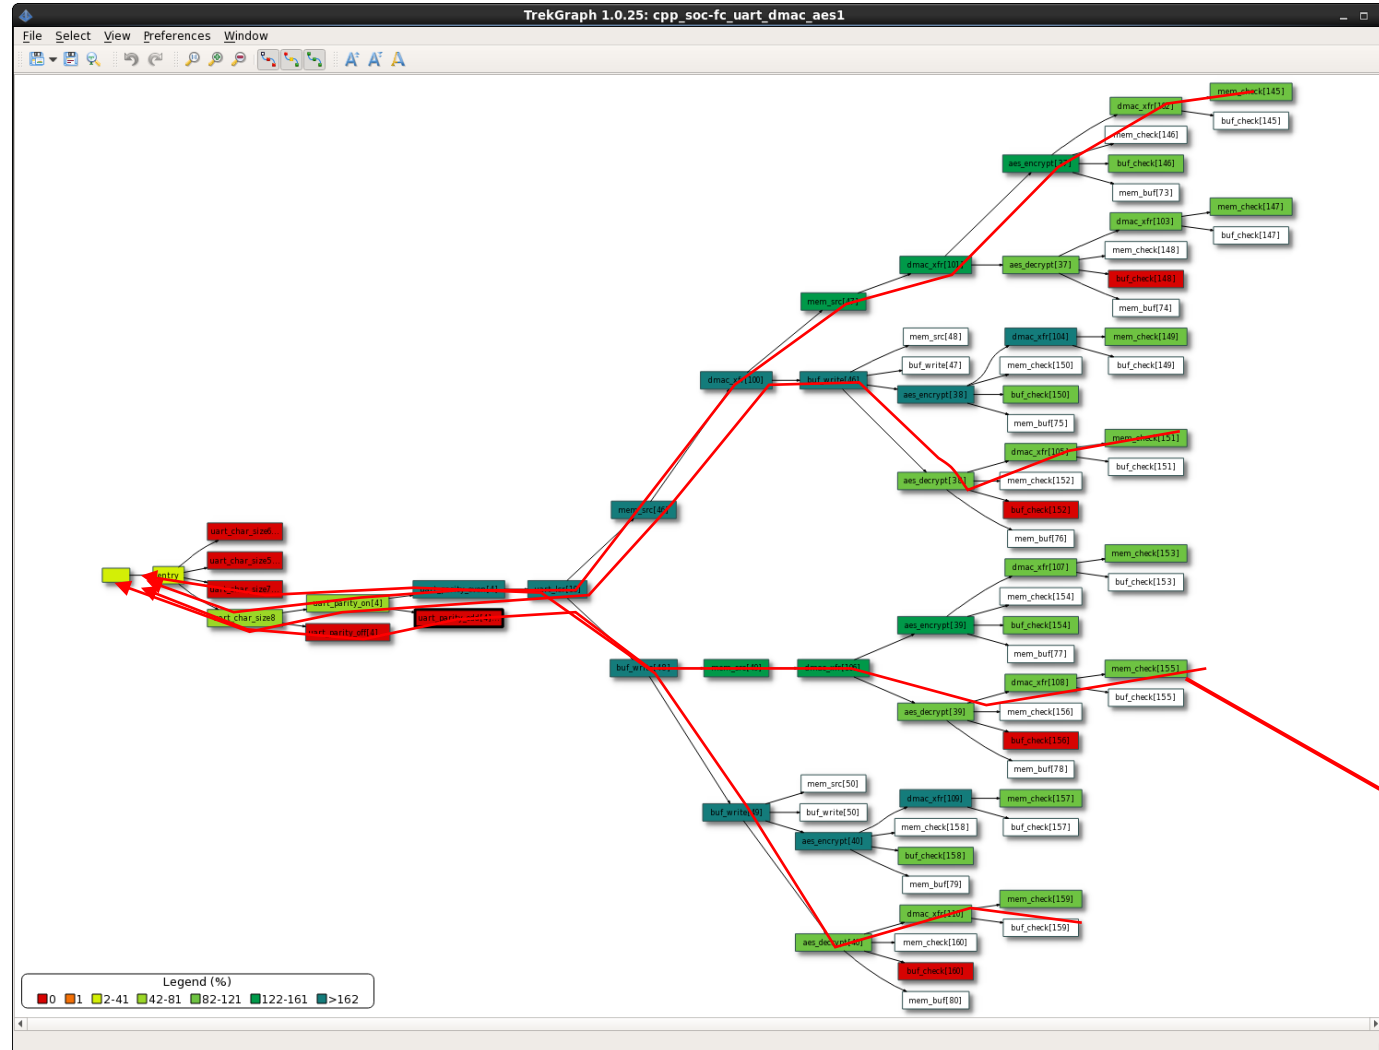 TrekGraph 1.0.25: cpp_soc-fc_uart_dmac_aes1
File Select View Preferences Window
mem_check[145]
dmac_xfr[102]
buf_check[145]
mem_check[146]
aes_encrypt[37]
buf_check[146]
mem_buf[73]
mem_check[147]
dmac_xfr[103]
buf_check[147]
mem_check[148]
dmac_xfr[101]
aes_decrypt[37]
buf_check[148]
mem_src[47]
mem_buf[74]
mem_src[48]
dmac_xfr[104]
mem_check[149]
buf_write[47]
mem_check[150]
buf_check[149]
dmac_xfr[100]
buf_write[46]
aes_encrypt[38]
buf_check[150]
mem_buf[75]
mem_check[151]
dmac_xfr[105]
buf_check[151]
aes_decrypt[38]
mem_check[152]
mem_src[46]
buf_check[152]
uart_char_size6...
mem_buf[76]
mem_check[153]
uart_char_size5...
dmac_xfr[107]
entry
buf_check[153]
uart_char_size7...
mem_check[154]
uart_parity_on[4]
uart_char_size8
aes_encrypt[39]
buf_check[154]
uart_parity_off[4]
mem_buf[77]
buf_write[48]
mem_src[49]
dmac_xfr[106]
mem_check[155]
dmac_xfr[108]
buf_check[155]
aes_decrypt[39]
mem_check[156]
buf_check[156]
mem_buf[78]
mem_src[50]
dmac_xfr[109]
mem_check[157]
buf_write[49]
buf_write[50]
mem_check[158]
buf_check[157]
aes_encrypt[40]
buf_check[158]
mem_buf[79]
mem_check[159]
dmac_xfr[110]
buf_check[159]
aes_decrypt[40]
mem_check[160]
buf_check[160]
mem_buf[80]
Legend (%)
0 1 2-41 42-81 82-121 122-161 >162